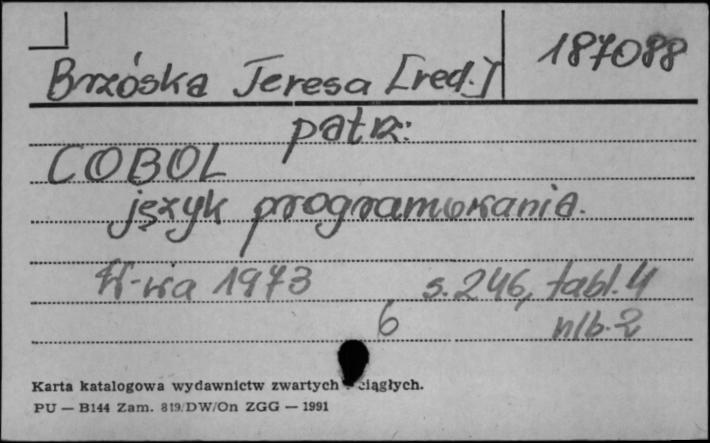 187088
Brzóska Teresa [red.]
patrz:
COBOL
język programowania.
W-wa 1973 s. 246, tabl. 4
6 nlb. 2
Karta katalogowa wydawnictw zwartych ciągłych.
PU — B144 Zam. 819/DW/On ZGG — 1991